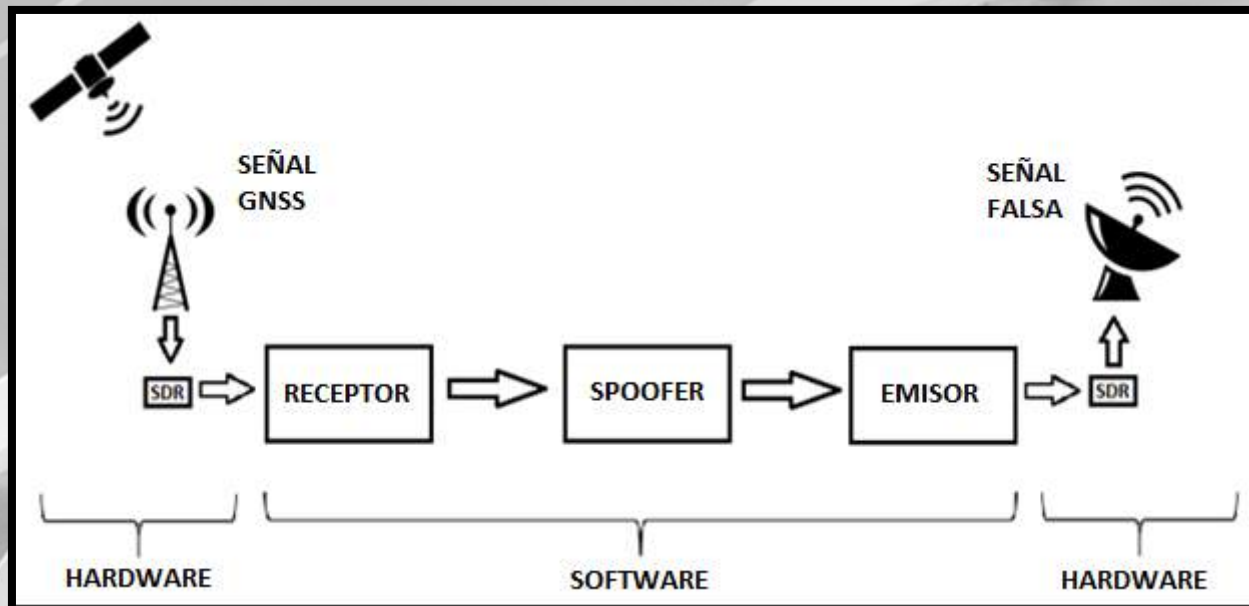 SEÑAL
GNSS
SEÑAL
FALSA
SDR
RECEPTOR
SPOOFER
EMISOR
SDR
HARDWARE
SOFTWARE
HARDWARE